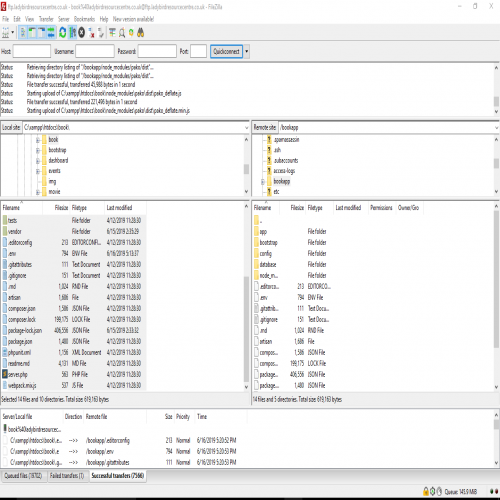 ftp.ladybirdresourcecentre.co.uk - book%40ladybirdresourcecentre.co.uk@ftp.ladybirdresourcecentre.co.uk - FileZilla
File Edit View Transfer Server Bookmarks Help New version available!
Host: Username: Password: Port: Quickconnect
Status Retrieving directory listing of "/bookapp/node_modules/pako/dist"...
Status Retrieving directory listing of "/bookapp/node_modules/pako/dist"...
Status File transfer successful, transferred 45,988 bytes in 1 second
Status Starting upload of C:\xampp\htdocs\book\node_modules\pako\dist\pako_deflate.js
Status File transfer successful, transferred 221,496 bytes in 1 second
Status Starting upload of C:\xampp\htdocs\book\node_modules\pako\dist\pako_deflate.min.js
Local site: C:\xampp\htdocs\book\
Remote site: /bookapp
book
bootstrap
dashboard
events
img
movie
.spamassassin
.ssh
.subaccounts
access-logs
bookapp
etc
Filename Filesize Filetype Last modified
tests File folder 4/12/2019 11:28:30
vendor File folder 6/15/2019 2:35:29
.editorconfig 213 EDITORCONFI... 4/12/2019 11:28:30
.env 794 ENV File 6/16/2019 5:13:37
.gitattributes 111 Text Document 4/12/2019 11:28:30
.gitignore 151 Text Document 4/12/2019 11:28:30
.rnd 1,024 RND File 4/12/2019 11:28:30
artisan 1,686 File 4/12/2019 11:28:30
composer.json 1,586 JSON File 4/12/2019 11:28:30
composer.lock 199,175 LOCK File 4/12/2019 11:28:30
package-lock.json 406,556 JSON File 6/15/2019 2:33:32
package.json 1,480 JSON File 4/12/2019 11:28:30
phpunit.xml 1,156 XML Document 4/12/2019 11:28:30
readme.md 4,131 MD File 4/12/2019 11:28:30
server.php 563 PHP File 4/12/2019 11:28:30
webpack.mix.js 537 JS File 4/12/2019 11:28:30
Selected 14 files and 10 directories. Total size: 619,163 bytes
Filename Filesize Filetype Last modified Permissions Owner/Gro
..
app File folder
bootstrap File folder
config File folder
database File folder
node_m... File folder
.editorc... 213 EDITORCO...
.env 794 ENV File
.gitattrib... 111 Text Docu...
.gitignore 151 Text Docu...
.rnd 1,024 RND File
artisan 1,686 File
compos... 1,586 JSON File
compos... 199,175 LOCK File
package... 406,556 JSON File
package... 1,480 JSON File
14 files and 5 directories. Total size: 619,163 bytes
Server/Local file Direction Remote file Size Priority Time
book%40ladybirdresourcec...
C:\xampp\htdocs\book\.e... -->> /bookapp/.editorconfig 213 Normal 6/16/2019 5:20:52 PM
C:\xampp\htdocs\book\.e... -->> /bookapp/.env 794 Normal 6/16/2019 5:20:53 PM
C:\xampp\htdocs\book\.g... -->> /bookapp/.gitattributes 111 Normal 6/16/2019 5:20:53 PM
Queued files (19702) Failed transfers (1) Successful transfers (7566)
Queue: 145.9 MiB